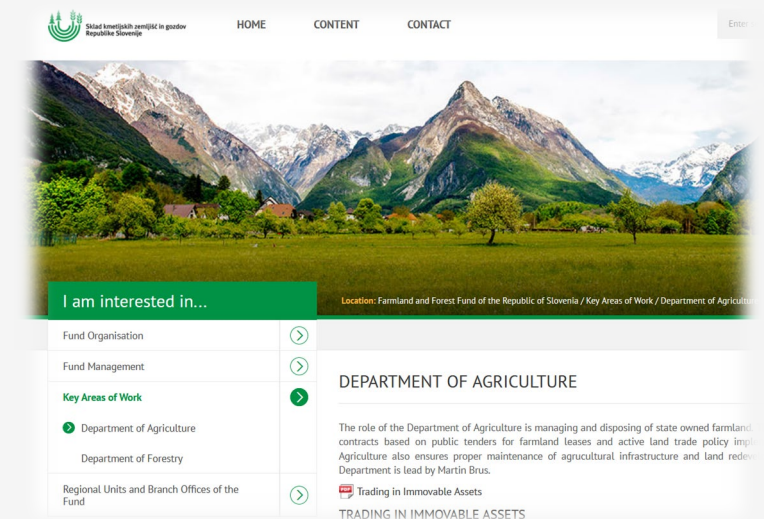 Sklad kmetijskih zemljišč in gozdov
Republike Slovenije
HOME
CONTENT
CONTACT
Enter
I am interested in...
Location: Farmland and Forest Fund of the Republic of Slovenia / Key Areas of Work / Department of Agriculture
Fund Organisation
Fund Management
Key Areas of Work
Department of Agriculture
Department of Forestry
Regional Units and Branch Offices of the
Fund
DEPARTMENT OF AGRICULTURE
The role of the Department of Agriculture is managing and disposing of state owned farmland.
contracts based on public tenders for farmland leases and active land trade policy
Agriculture also ensures proper maintenance of agrucultural infrastructure and land
Department is lead by Martin Brus.
PDF Trading in Immovable Assets
TRADING IN IMMOVABLE ASSETS